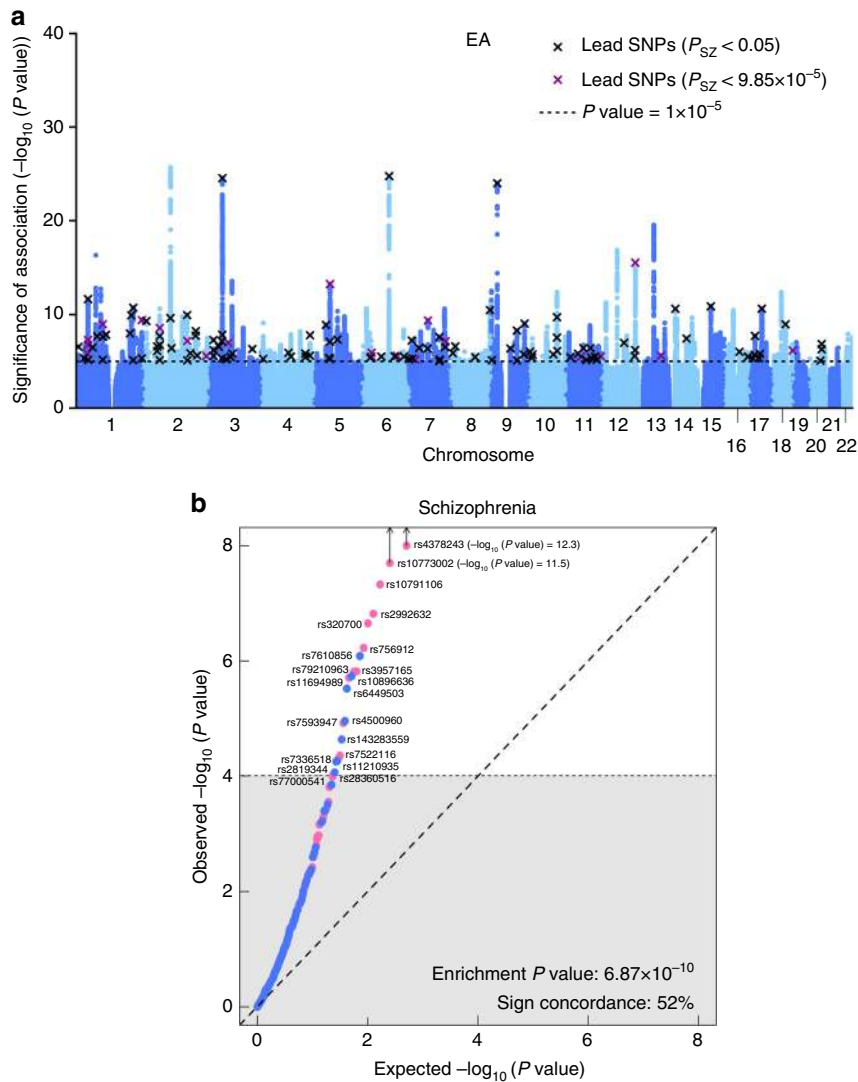 a
EA
Lead SNPs (P_SZ < 0.05)
Lead SNPs (P_SZ < 9.85×10⁻⁵)
P value = 1×10⁻⁵
Significance of association (−log₁₀ (P value))
40
30
20
10
0
1 2 3 4 5 6 7 8 9 10 11 12 13 14 15 17 19 21
16 18 20 22
Chromosome
b
Schizophrenia
Observed −log₁₀ (P value)
8
6
4
2
0
rs4378243 (−log₁₀ (P value) = 12.3)
rs10773002 (−log₁₀ (P value) = 11.5)
rs10791106
rs2992632
rs320700
rs756912
rs7610856
rs79210963 rs3957165
rs11694989 rs10896636
rs6449503
rs7593947 rs4500960
rs143283559
rs7336518 rs7522116
rs2819344 rs11210935
rs77000541 rs28360516
Enrichment P value: 6.87×10⁻¹⁰
Sign concordance: 52%
0 2 4 6 8
Expected −log₁₀ (P value)